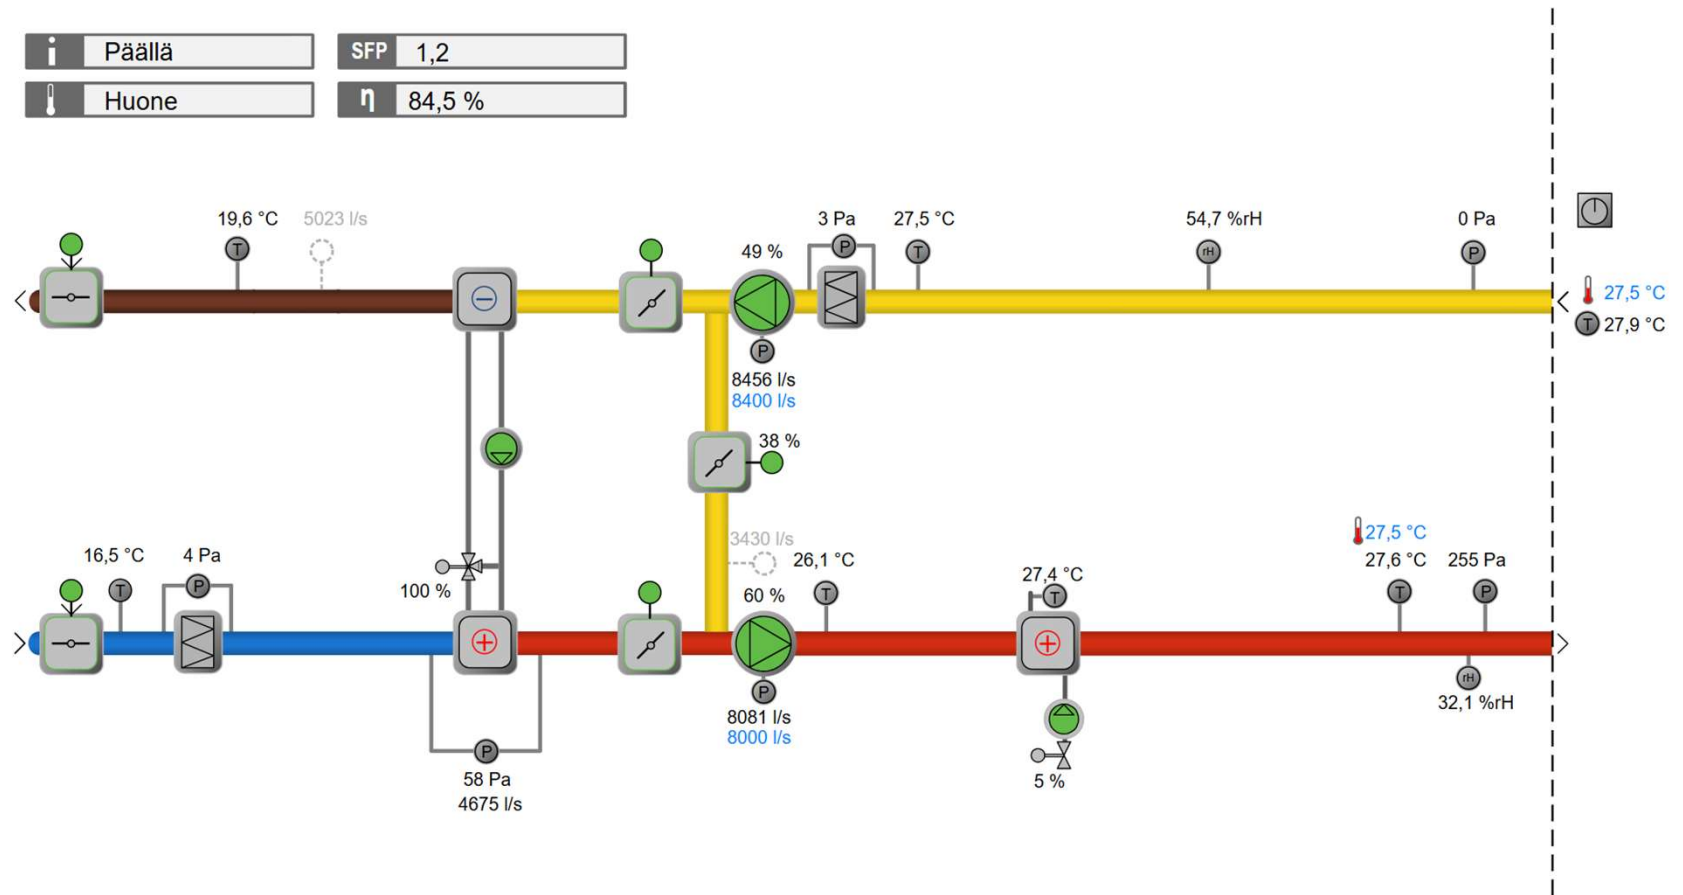 i Päällä
SFP 1,2
Huone
η 84,5 %
19,6 °C
5023 l/s
49 %
3 Pa
27,5 °C
54,7 %rH
0 Pa
T
P
T
rH
P
27,5 °C
T 27,9 °C
P
8456 l/s
8400 l/s
38 %
16,5 °C
4 Pa
100 %
3430 l/s
60 %
26,1 °C
27,4 °C
27,5 °C
27,6 °C
255 Pa
T
P
T
T
T
P
P
8081 l/s
8000 l/s
rH
32,1 %rH
P
58 Pa
4675 l/s
5 %